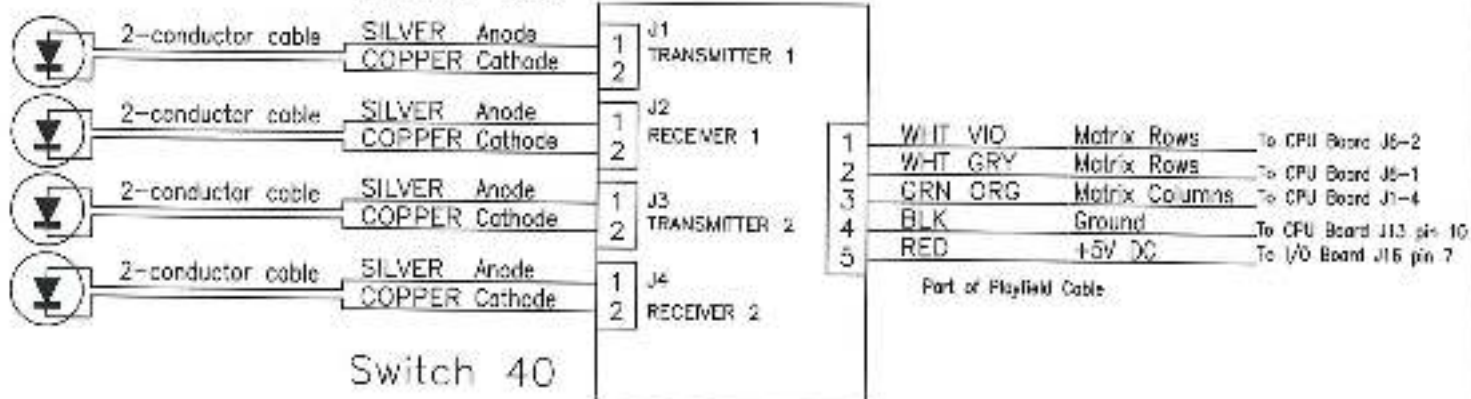 2-conductor cable SILVER Anode 1 J1
COPPER Cathode 2 TRANSMITTER 1
2-conductor cable SILVER Anode 1 J2
COPPER Cathode 2 RECEIVER 1
2-conductor cable SILVER Anode 1 J3
COPPER Cathode 2 TRANSMITTER 2
2-conductor cable SILVER Anode 1 J4
COPPER Cathode 2 RECEIVER 2
1 WHT VIO Matrix Rows To CPU Board J6-2
2 WHT GRY Matrix Rows To CPU Board J6-1
3 GRN ORG Matrix Columns To CPU Board J1-4
4 BLK Ground To CPU Board J13 pin
5 RED +5V DC To I/O Board J16 pin 7
Part of Playfield Cable
Switch 40